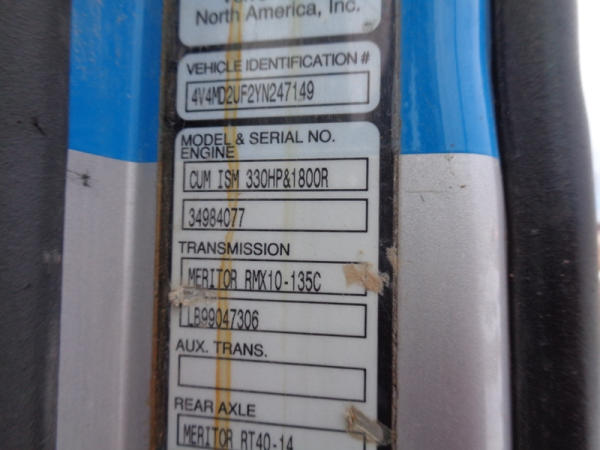 North America, Inc.
VEHICLE IDENTIFICATION #
4V4MD2UF2YN247149
MODEL & SERIAL NO.
ENGINE
CUM ISM 330HP&1800R
34984077
TRANSMISSION
MERITOR RMX10-135C
LB99047306
AUX. TRANS.
REAR AXLE
MERITOR RT40-14